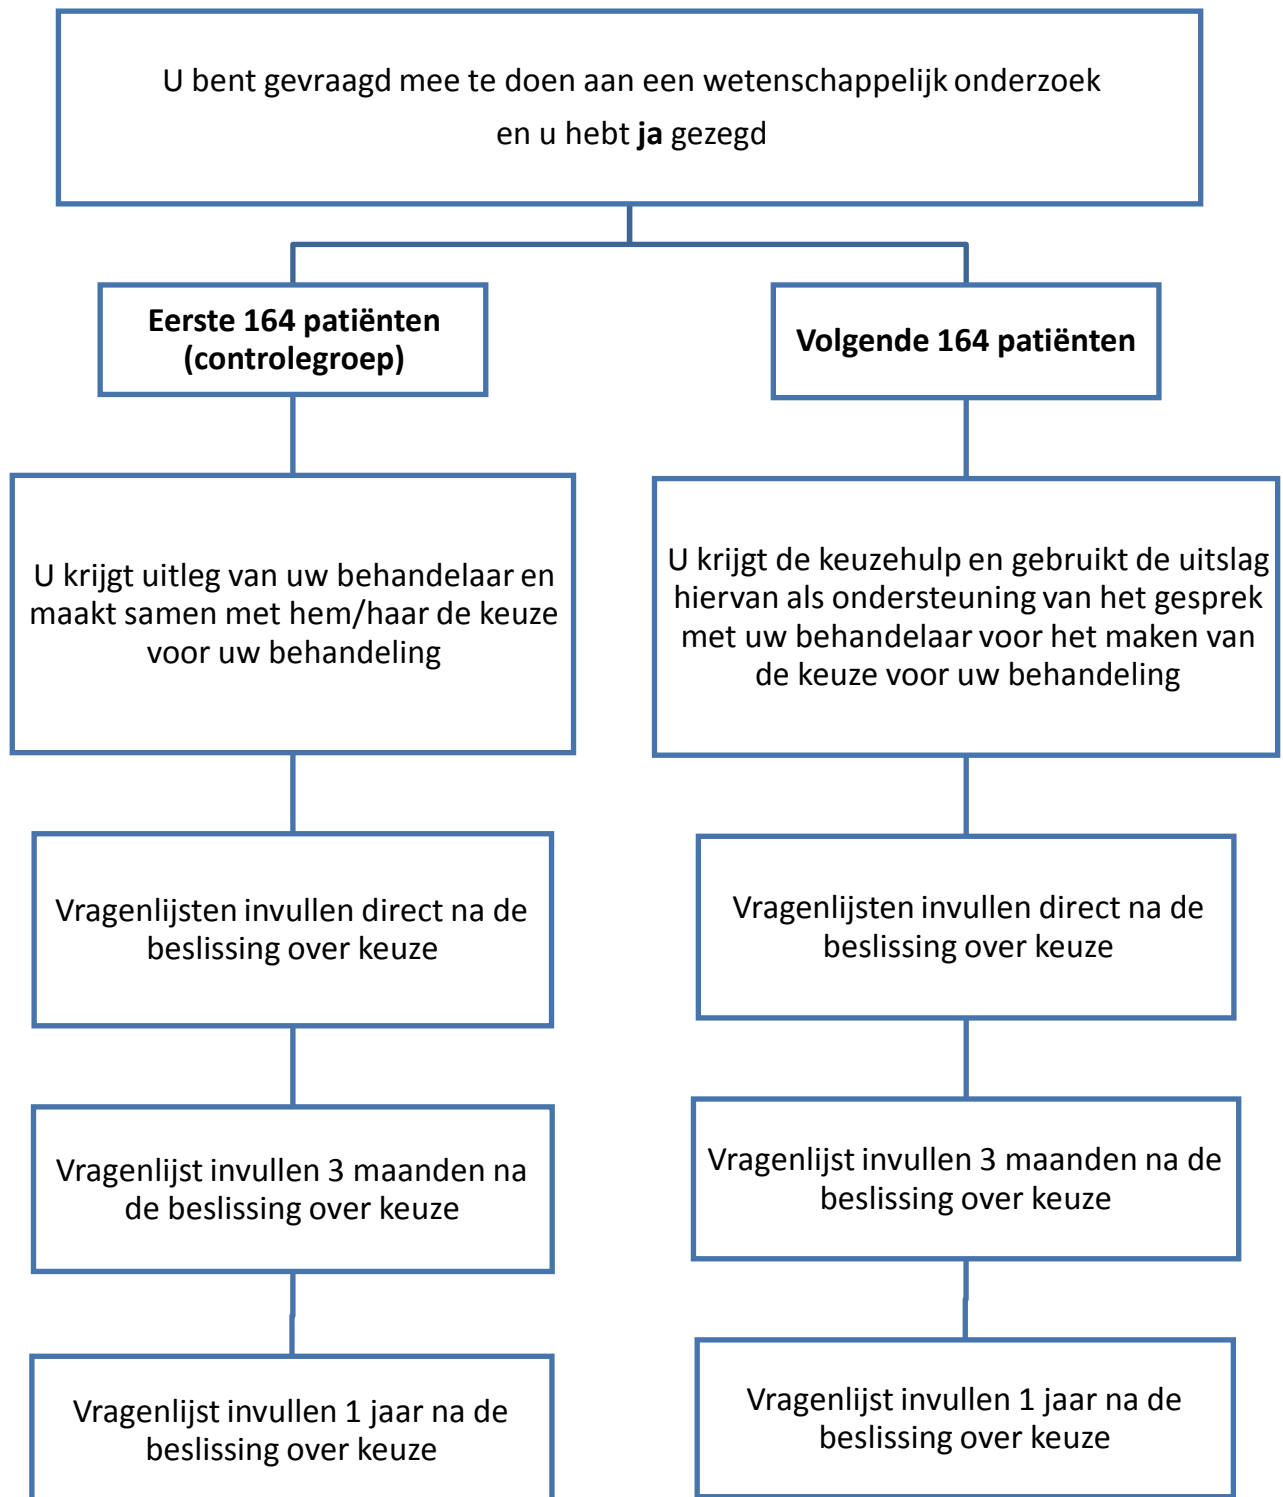 U bent gevraagd mee te doen aan een wetenschappelijk onderzoek
en u hebt ja gezegd
Eerste 164 patiënten
(controlegroep)
U krijgt uitleg van uw behandelaar en
maakt samen met hem/haar de keuze
voor uw behandeling
Vragenlijsten invullen direct na de
beslissing over keuze
Vragenlijst invullen 3 maanden na
de beslissing over keuze
Vragenlijst invullen 1 jaar na de
beslissing over keuze
Volgende 164 patiënten
U krijgt de keuzehulp en gebruikt de uitslag
hiervan als ondersteuning van het gesprek
met uw behandelaar voor het maken van
de keuze voor uw behandeling
Vragenlijsten invullen direct na de
beslissing over keuze
Vragenlijst invullen 3 maanden na de
beslissing over keuze
Vragenlijst invullen 1 jaar na de
beslissing over keuze